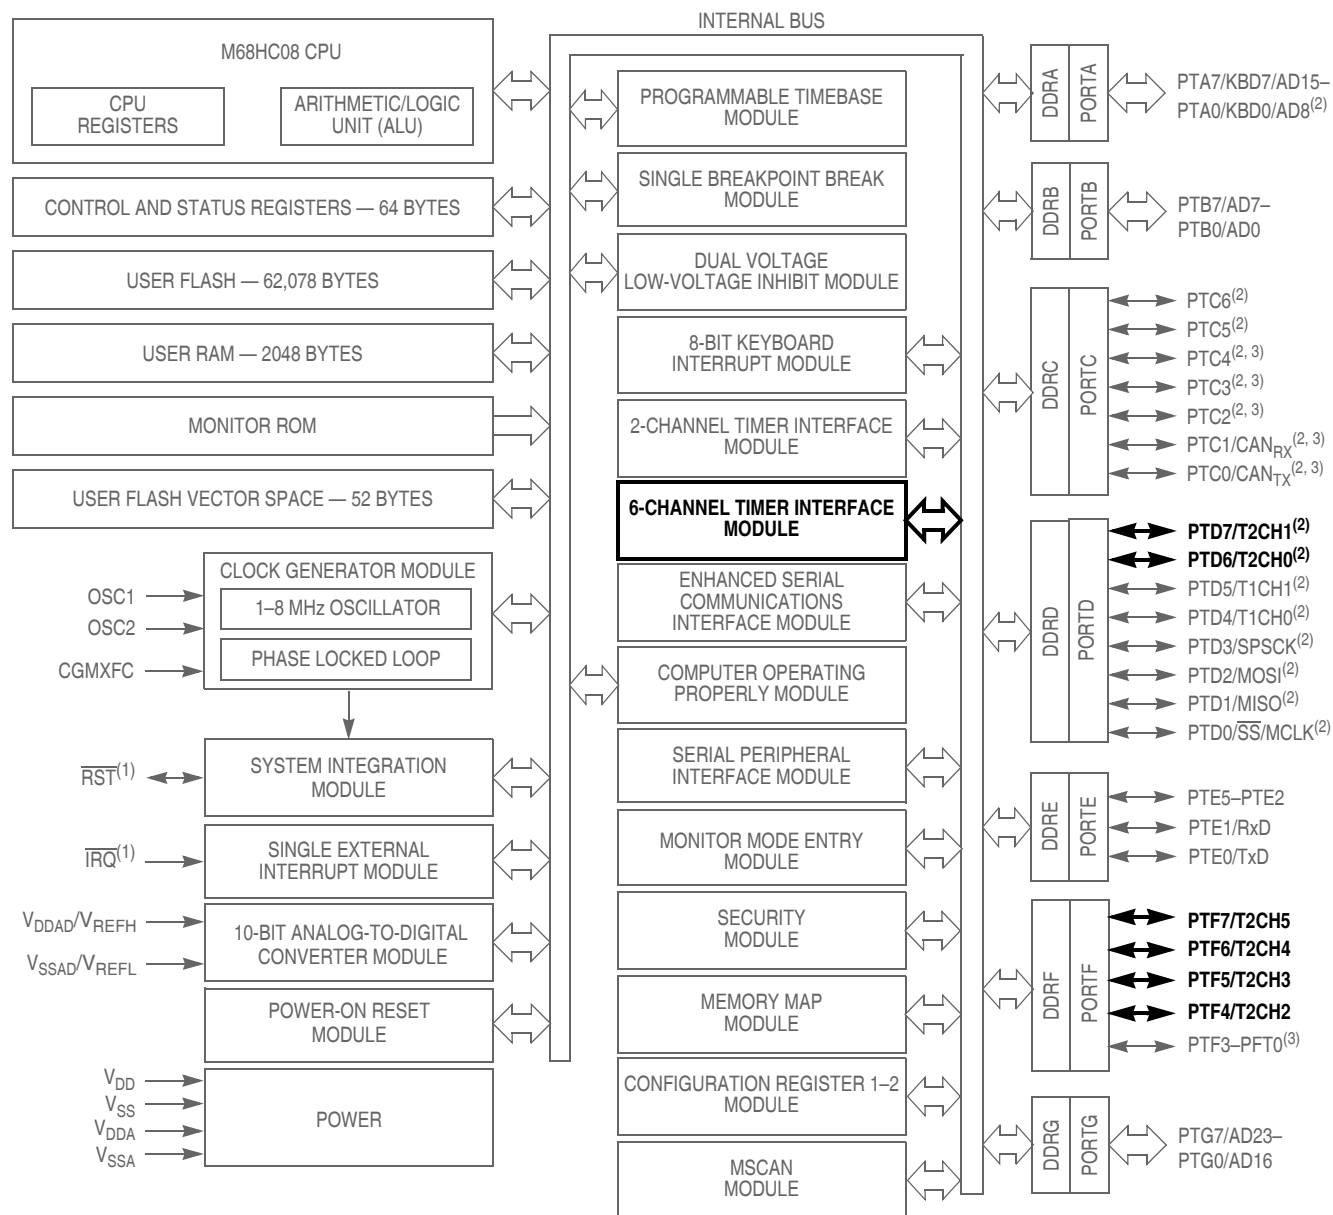 INTERNAL BUS
M68HC08 CPU
CPU
REGISTERS
ARITHMETIC/LOGIC
UNIT (ALU)
CONTROL AND STATUS REGISTERS — 64 BYTES
USER FLASH — 62,078 BYTES
USER RAM — 2048 BYTES
MONITOR ROM
USER FLASH VECTOR SPACE — 52 BYTES
CLOCK GENERATOR MODULE
1–8 MHz OSCILLATOR
PHASE LOCKED LOOP
OSC1
OSC2
CGMXFC
SYSTEM INTEGRATION
MODULE
RST(1)
SINGLE EXTERNAL
INTERRUPT MODULE
IRQ(1)
10-BIT ANALOG-TO-DIGITAL
CONVERTER MODULE
VDDAD/VREFH
VSSAD/VREFL
POWER-ON RESET
MODULE
POWER
VDD
VSS
VDDA
VSSA
PROGRAMMABLE TIMEBASE
MODULE
SINGLE BREAKPOINT BREAK
MODULE
DUAL VOLTAGE
LOW-VOLTAGE INHIBIT MODULE
8-BIT KEYBOARD
INTERRUPT MODULE
2-CHANNEL TIMER INTERFACE
MODULE
6-CHANNEL TIMER INTERFACE
MODULE
ENHANCED SERIAL
COMMUNICATIONS
INTERFACE MODULE
COMPUTER OPERATING
PROPERLY MODULE
SERIAL PERIPHERAL
INTERFACE MODULE
MONITOR MODE ENTRY
MODULE
SECURITY
MODULE
MEMORY MAP
MODULE
CONFIGURATION REGISTER 1–2
MODULE
MSCAN
MODULE
DDRA
PORTA
PTA7/KBD7/AD15–
PTA0/KBD0/AD8(2)
DDRB
PORTB
PTB7/AD7–
PTB0/AD0
DDRC
PORTC
PTC6(2)
PTC5(2)
PTC4(2, 3)
PTC3(2, 3)
PTC2(2, 3)
PTC1/CANRX(2, 3)
PTC0/CANTX(2, 3)
DDRD
PORTD
PTD7/T2CH1(2)
PTD6/T2CH0(2)
PTD5/T1CH1(2)
PTD4/T1CH0(2)
PTD3/SPSCK(2)
PTD2/MOSI(2)
PTD1/MISO(2)
PTD0/SS/MCLK(2)
DDRE
PORTE
PTE5–PTE2
PTE1/RxD
PTE0/TxD
DDRF
PORTF
PTF7/T2CH5
PTF6/T2CH4
PTF5/T2CH3
PTF4/T2CH2
PTF3–PFT0(3)
DDRG
PORTG
PTG7/AD23–
PTG0/AD16